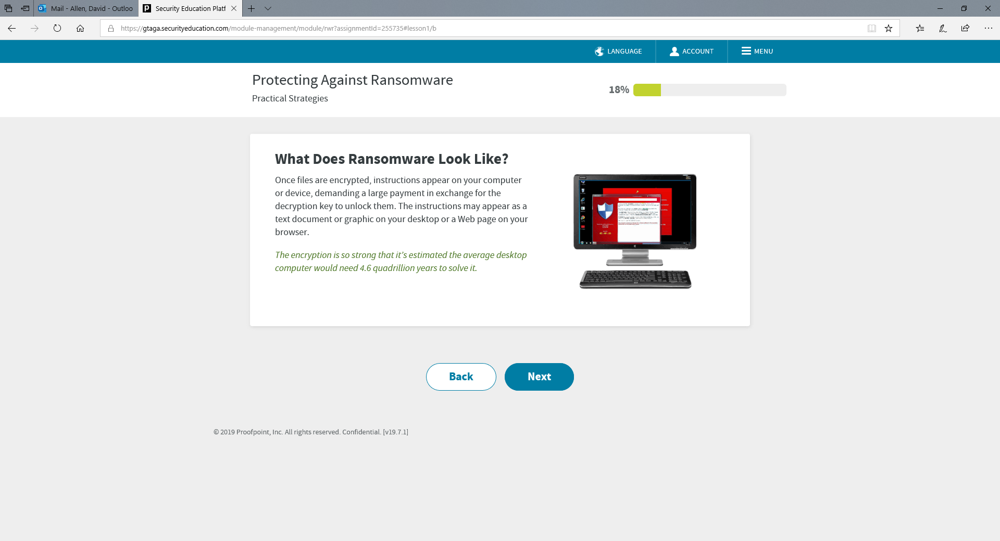 Mail - Allen, David - Outloo
Security Education Platf
https://gtaga.securityeducation.com/module-management/module/rwr?assignmentId=255735#lesson1/b
LANGUAGE
ACCOUNT
MENU
Protecting Against Ransomware
Practical Strategies
18%
What Does Ransomware Look Like?
Once files are encrypted, instructions appear on your computer
or device, demanding a large payment in exchange for the
decryption key to unlock them. The instructions may appear as a
text document or graphic on your desktop or a Web page on your
browser.
The encryption is so strong that it’s estimated the average desktop
computer would need 4.6 quadrillion years to solve it.
Back
Next
© 2019 Proofpoint, Inc. All rights reserved. Confidential. [v19.7.1]